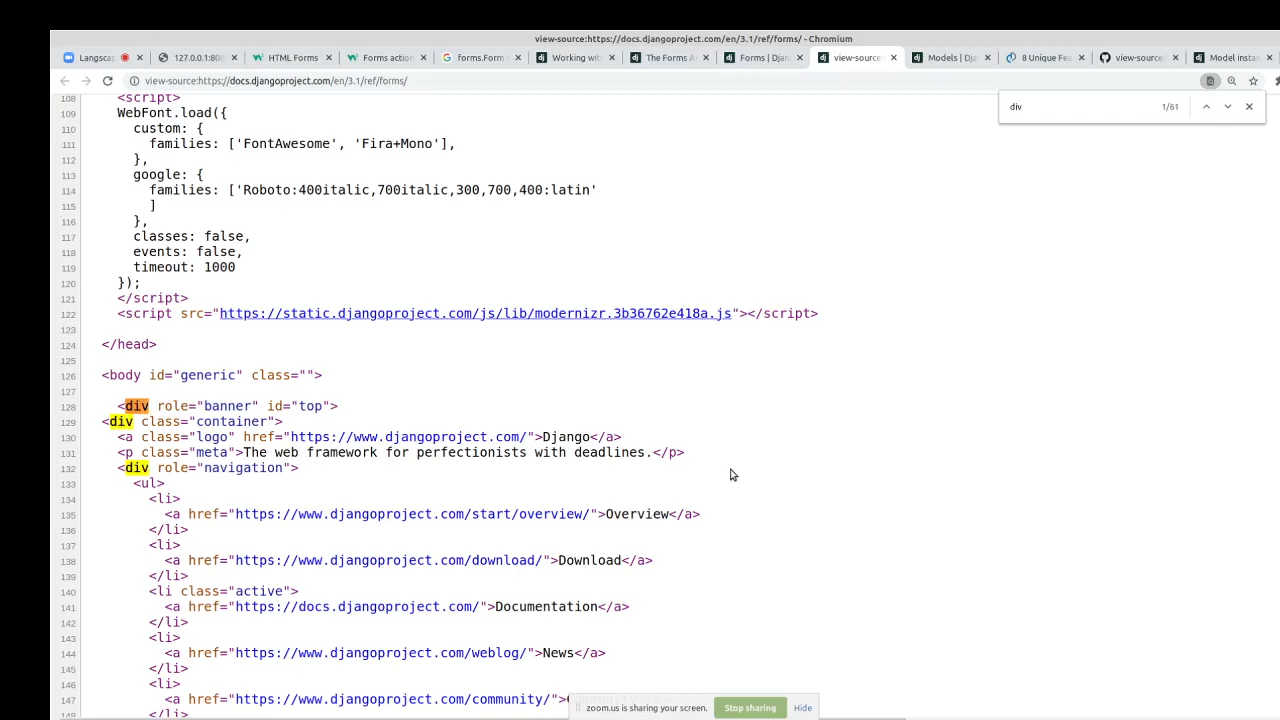 view-source:https://docs.djangoproject.com/en/3.1/ref/forms/ - Chromium
Langsca 127.0.0.1:80 HTML Forms Forms action forms.Form Working wit The Forms A Forms | Djan view-source: Models | Dja 8 Unique Fea view-source: Model instan
view-source:https://docs.djangoproject.com/en/3.1/ref/forms/
div 1/61
108 <script>
109 WebFont.load({
110 custom: {
111 families: ['FontAwesome', 'Fira+Mono'],
112 },
113 google: {
114 families: ['Roboto:400italic,700italic,300,700,400:latin'
115 ]
116 },
117 classes: false,
118 events: false,
119 timeout: 1000
120 });
121 </script>
122 <script src="https://static.djangoproject.com/js/lib/modernizr.3b36762e418a.js"></script>
123
124 </head>
125
126 <body id="generic" class="">
127
128 <div role="banner" id="top">
129 <div class="container">
130 <a class="logo" href="https://www.djangoproject.com/">Django</a>
131 <p class="meta">The web framework for perfectionists with deadlines.</p>
132 <div role="navigation">
133 <ul>
134 <li>
135 <a href="https://www.djangoproject.com/start/overview/">Overview</a>
136 </li>
137 <li>
138 <a href="https://www.djangoproject.com/download/">Download</a>
139 </li>
140 <li class="active">
141 <a href="https://docs.djangoproject.com/">Documentation</a>
142 </li>
143 <li>
144 <a href="https://www.djangoproject.com/weblog/">News</a>
145 </li>
146 <li>
147 <a href="https://www.djangoproject.com/community/">
148 </li>
zoom.us is sharing your screen. Stop sharing Hide